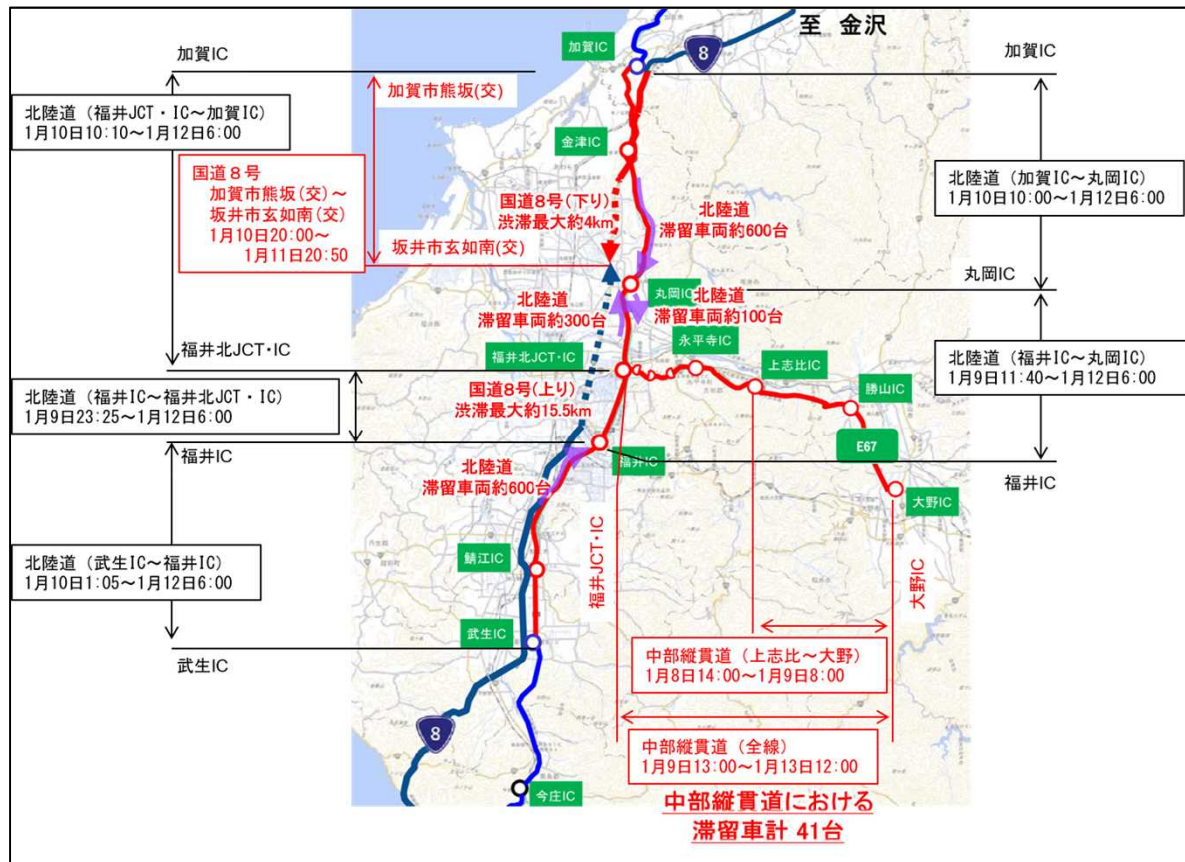 至 金沢
加賀IC
8
加賀IC
加賀IC
加賀市熊坂(交)
北陸道（福井JCT・IC～加賀IC）
1月10日10:10～1月12日6:00
金津IC
国道８号
加賀市熊坂(交)～
坂井市玄如南(交)
1月10日20:00～
1月11日20:50
国道8号(下り)
渋滞最大約4km
北陸道
滞留車両約600台
北陸道（加賀IC～丸岡IC）
1月10日10:00～1月12日6:00
坂井市玄如南(交)
丸岡IC
丸岡IC
北陸道
滞留車両約300台
北陸道
滞留車両約100台
永平寺IC
福井北JCT・IC
福井北JCT・IC
上志比IC
北陸道（福井IC～丸岡IC）
1月9日11:40～1月12日6:00
勝山IC
北陸道（福井IC～福井北JCT・IC）
1月9日23:25～1月12日6:00
国道8号(上り)
渋滞最大約15.5km
E67
福井IC
福井IC
福井IC
北陸道
滞留車両約600台
大野IC
北陸道（武生IC～福井IC）
1月10日1:05～1月12日6:00
鯖江IC
福井JCT・IC
大野IC
武生IC
武生IC
中部縦貫道（上志比～大野）
1月8日14:00～1月9日8:00
8
中部縦貫道（全線）
1月9日13:00～1月13日12:00
今庄IC
中部縦貫道における
滞留車計 41台